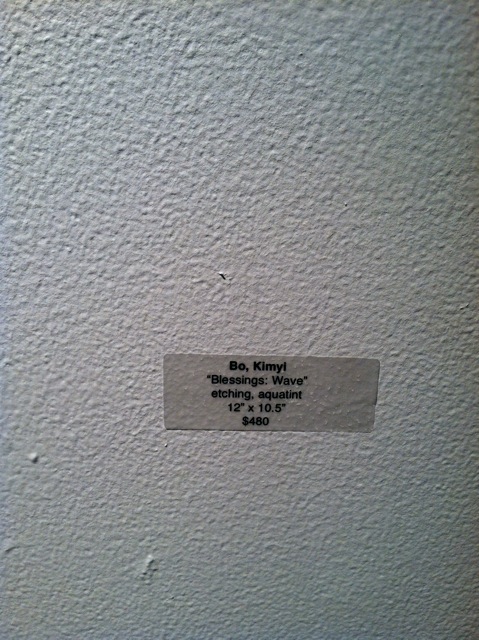 Bo, Kimyl
"Blessings: Wave"
etching, aquatint
12" x 10.5"
$480